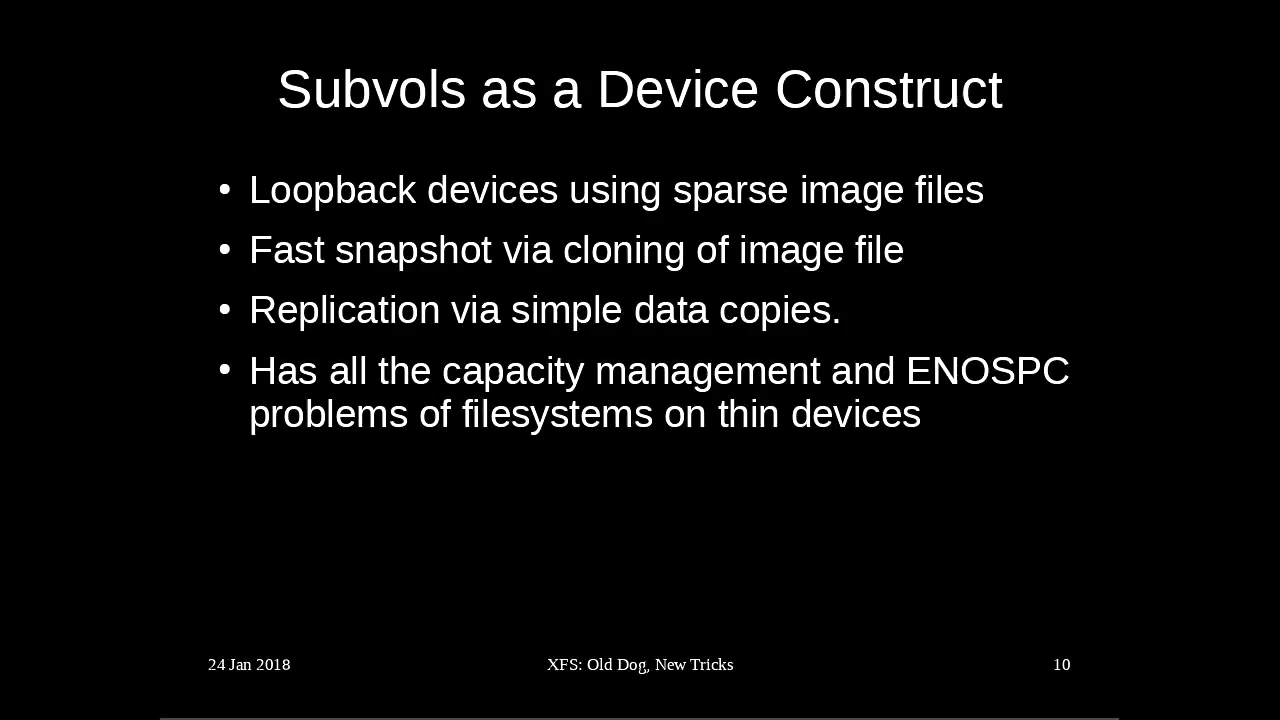 Subvols as a Device Construct
• Loopback devices using sparse image files
• Fast snapshot via cloning of image file
• Replication via simple data copies.
• Has all the capacity management and ENOSPC
problems of filesystems on thin devices
24 Jan 2018
XFS: Old Dog, New Tricks
10